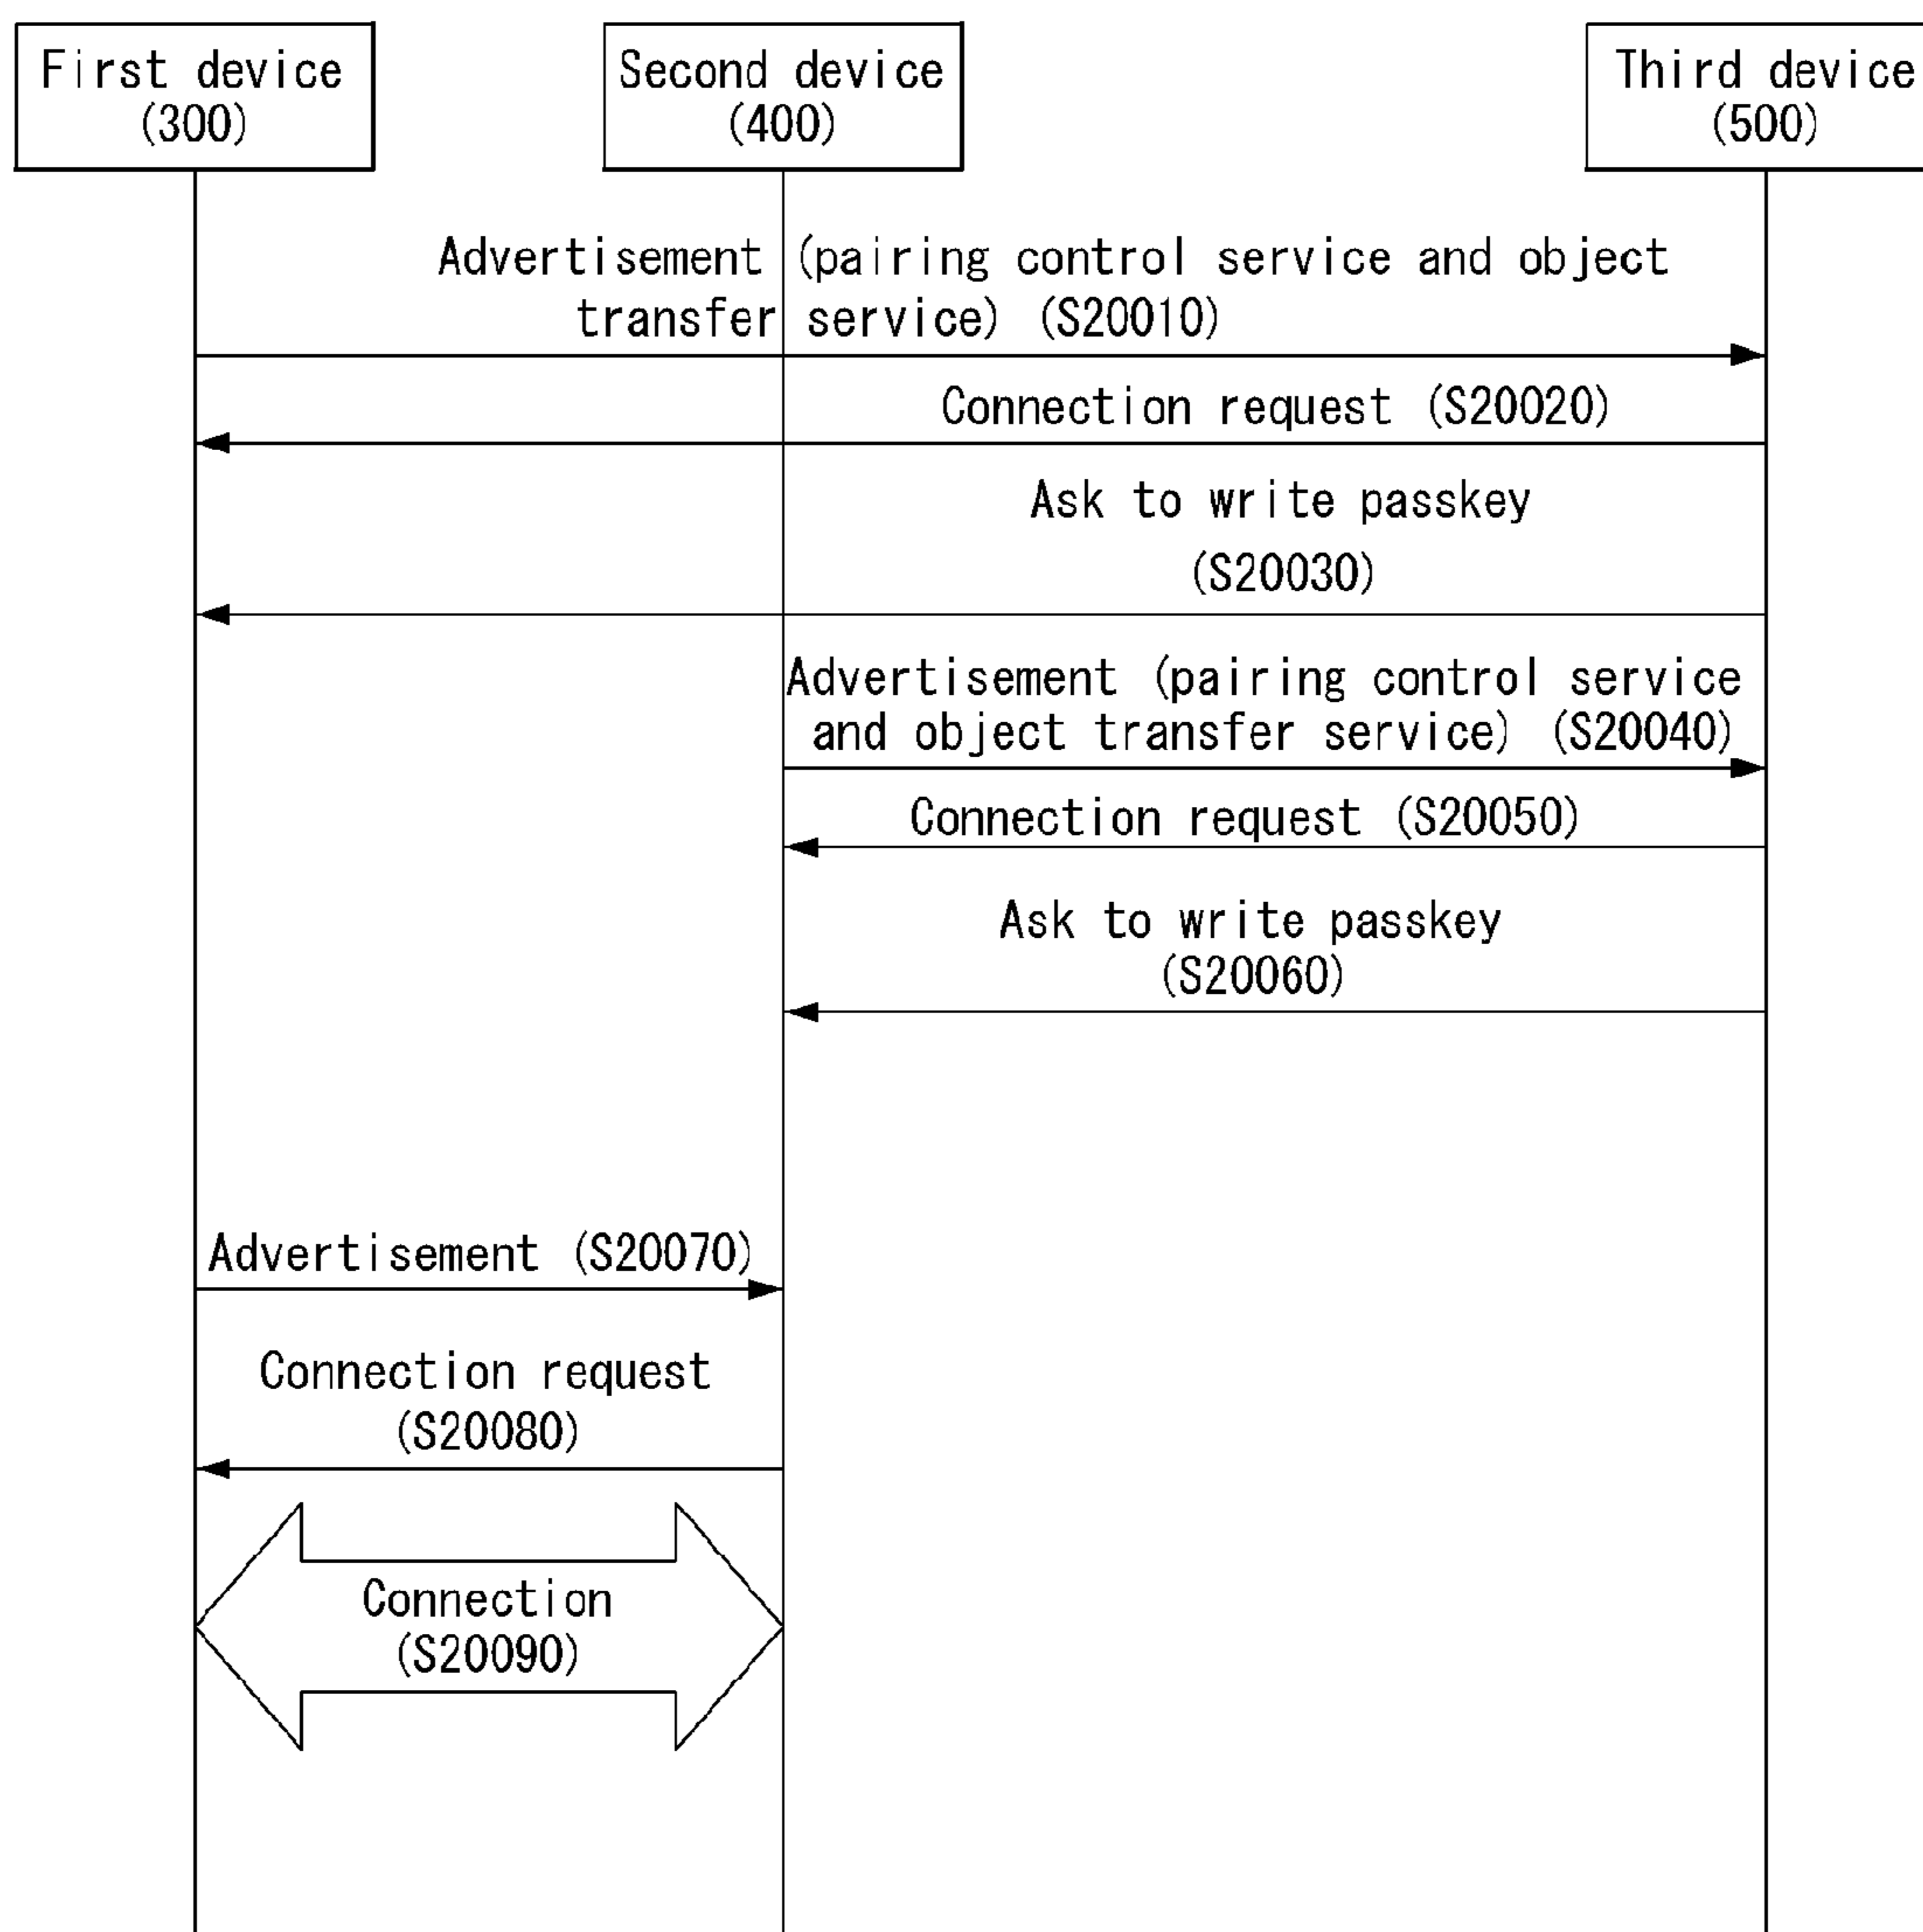 First device
(300)
Second device
(400)
Third device
(500)
Advertisement (pairing control service and object
transfer service) (S20010)
Connection request (S20020)
Ask to write passkey
(S20030)
Advertisement (pairing control service
and object transfer service) (S20040)
Connection request (S20050)
Ask to write passkey
(S20060)
Advertisement (S20070)
Connection request
(S20080)
Connection
(S20090)